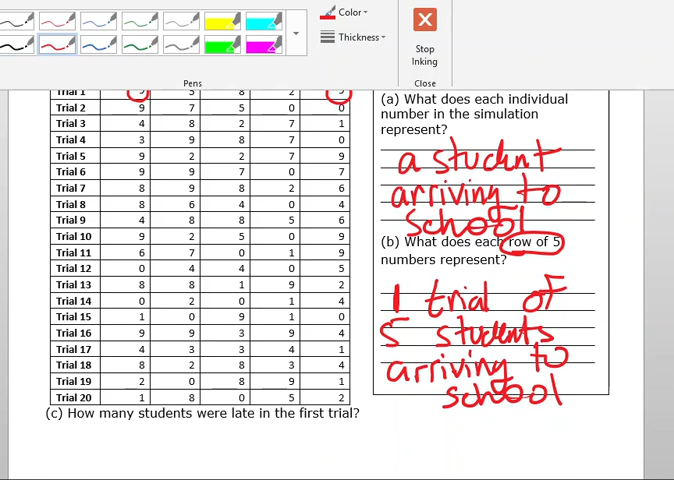 Color
Thickness
Stop
Inking
Pens
Close
Trial 1 9 5 8 2 9
Trial 2 9 7 5 0 0
Trial 3 4 8 2 7 1
Trial 4 3 9 8 7 0
Trial 5 9 2 2 7 9
Trial 6 9 9 7 0 7
Trial 7 8 9 8 2 6
Trial 8 8 6 4 0 4
Trial 9 4 8 8 5 6
Trial 10 9 2 5 0 9
Trial 11 6 7 0 1 9
Trial 12 0 4 4 0 5
Trial 13 8 8 1 9 2
Trial 14 0 2 0 1 4
Trial 15 1 0 9 1 0
Trial 16 9 9 3 9 4
Trial 17 4 3 3 4 1
Trial 18 8 2 8 3 4
Trial 19 2 0 8 9 1
Trial 20 1 8 0 5 2
(a) What does each individual
number in the simulation
represent?
a student
arriving to
school
(b) What does each row of 5
numbers represent?
1 trial of
5 students
arriving to
school
(c) How many students were late in the first trial?